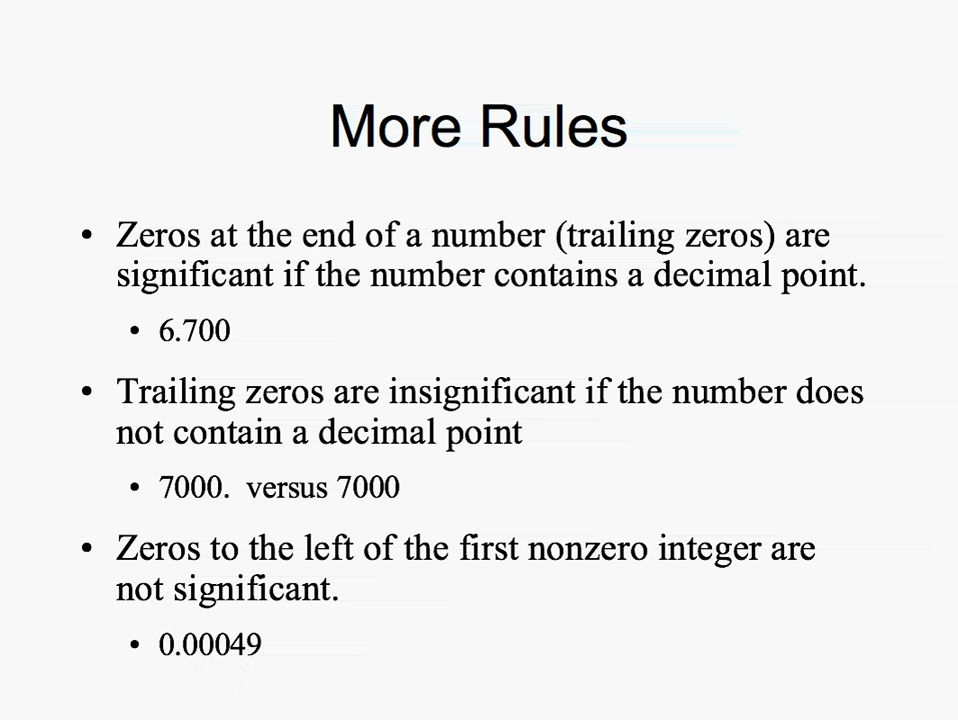 More Rules
• Zeros at the end of a number (trailing zeros) are
significant if the number contains a decimal point.
• 6.700
• Trailing zeros are insignificant if the number does
not contain a decimal point
• 7000.  versus 7000
• Zeros to the left of the first nonzero integer are
not significant.
• 0.00049